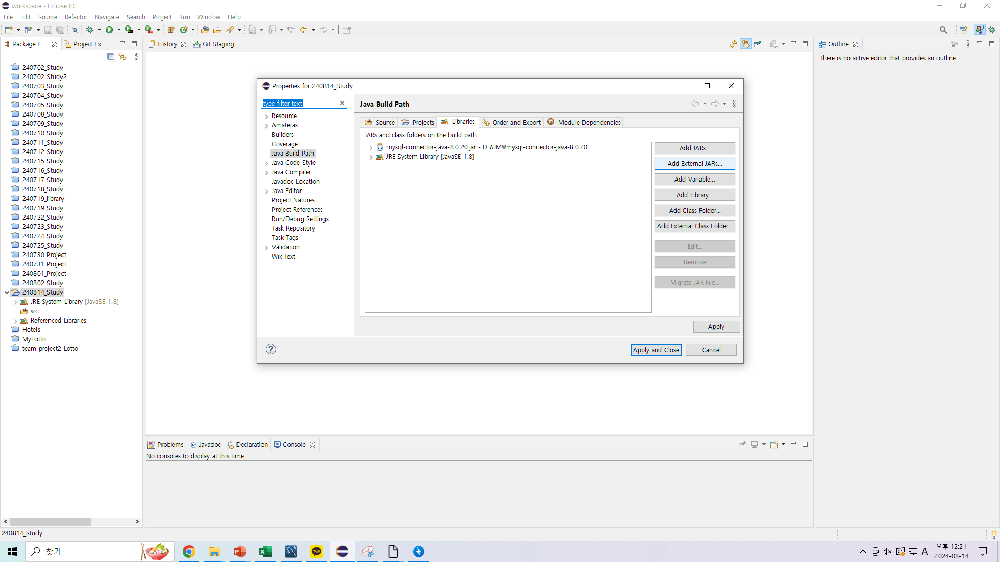 workspace - Eclipse IDE
File Edit Source Refactor Navigate Search Project Run Window Help
Package E... Project Ex...
240702_Study
240702_Study2
240703_Study
240704_Study
240705_Study
240708_Study
240709_Study
240710_Study
240711_Study
240712_Study
240715_Study
240716_Study
240717_Study
240718_Study
240719_library
240719_Study
240722_Study
240723_Study
240724_Study
240725_Study
240730_Project
240731_Project
240801_Project
240802_Study
240814_Study
JRE System Library [JavaSE-1.8]
src
Referenced Libraries
Hotels
MyLotto
team project2 Lotto
History Git Staging
Properties for 240814_Study
type filter text
Resource
Amateras
Builders
Coverage
Java Build Path
Java Code Style
Java Compiler
Javadoc Location
Java Editor
Project Natures
Project References
Run/Debug Settings
Task Repository
Task Tags
Validation
WikiText
Java Build Path
Source Projects Libraries Order and Export Module Dependencies
JARs and class folders on the build path:
mysql-connector-java-8.0.20.jar - D:₩JM₩mysql-connector-java-8.0.20
JRE System Library [JavaSE-1.8]
Add JARs...
Add External JARs...
Add Variable...
Add Library...
Add Class Folder...
Add External Class Folder...
Edit...
Remove
Migrate JAR File...
Apply
Apply and Close Cancel
Outline
There is no active editor that provides an outline.
Problems @ Javadoc Declaration Console
No consoles to display at this time.
240814_Study
찾기
TALK
A
오후 12:21
2024-08-14